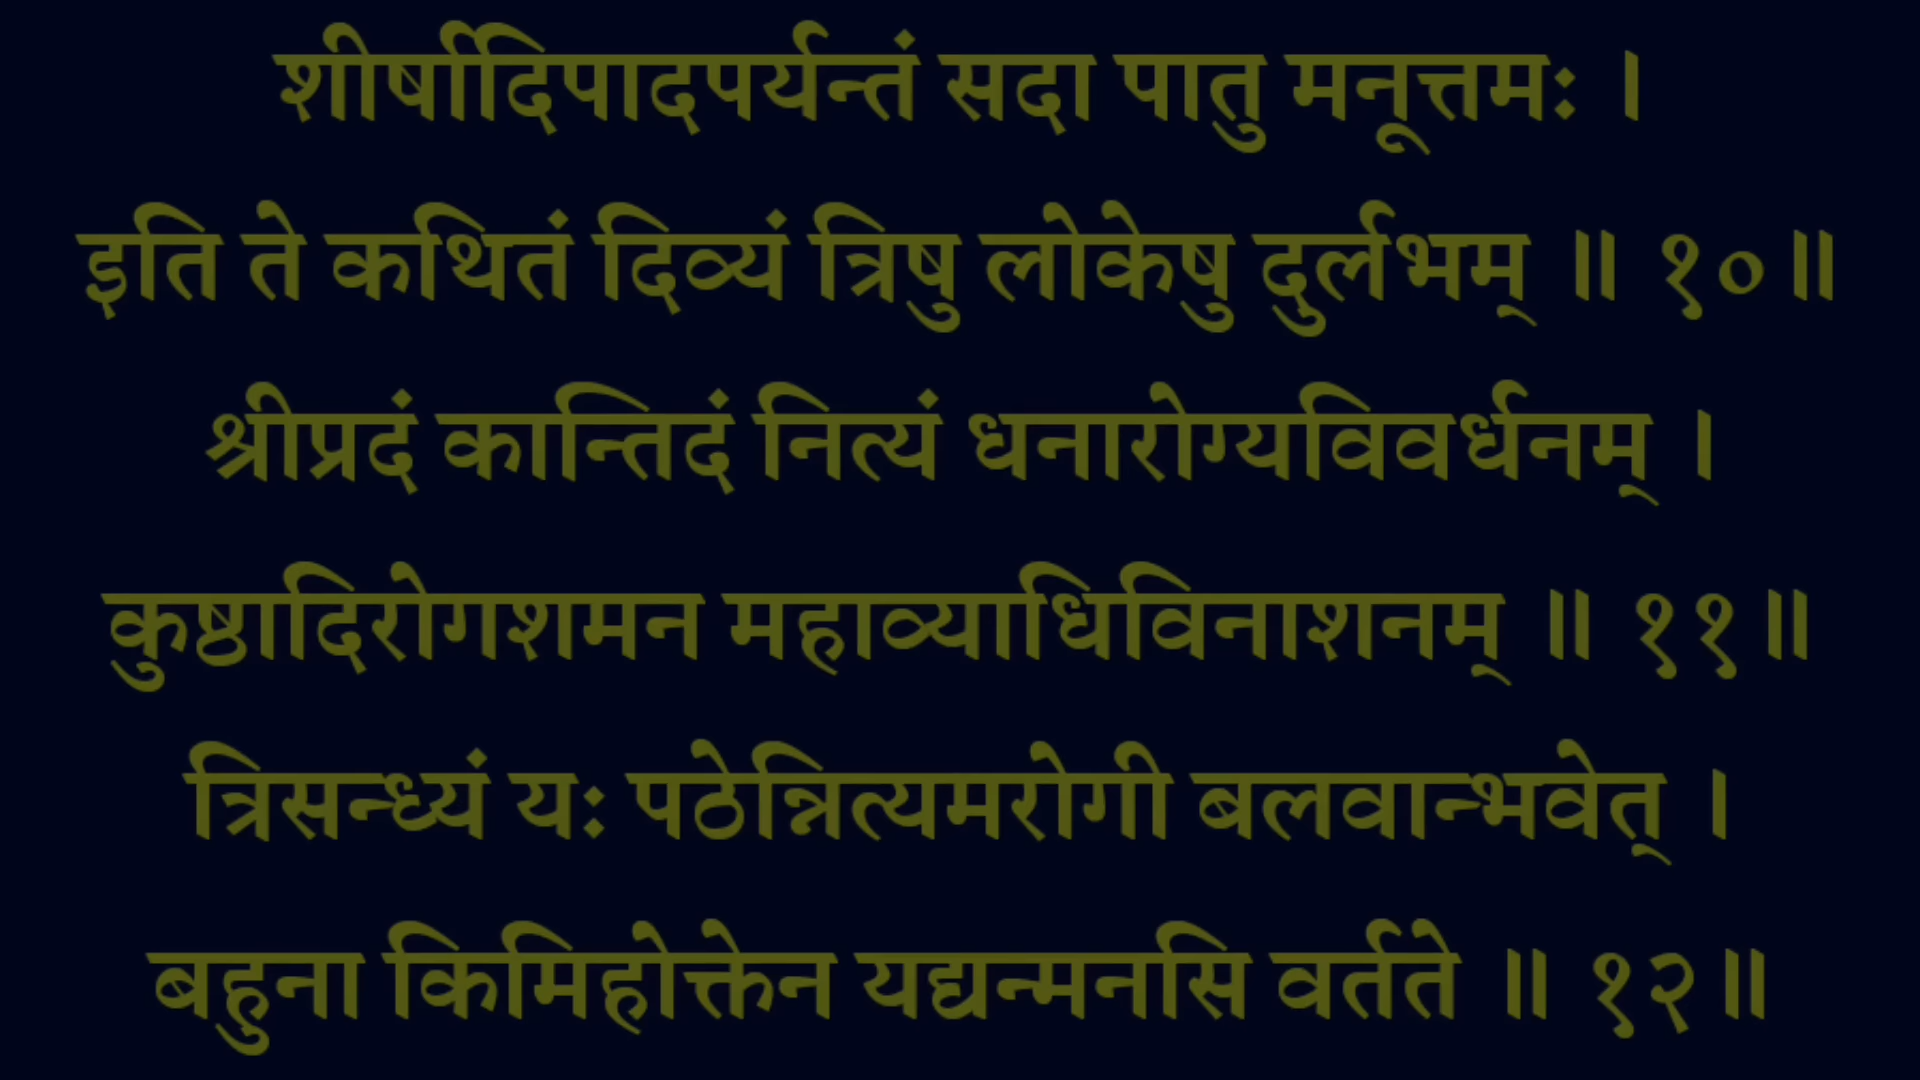 शीर्षादिपादपर्यन्तं सदा पातु मनूत्तमः ।
इति ते कथितं दिव्यं त्रिषु लोकेषु दुर्लभम् ॥ १०॥
श्रीप्रदं कान्तिदं नित्यं धनारोग्यविवर्धनम् ।
कुष्ठादिरोगशमन महाव्याधिविनाशनम् ॥ ११॥
त्रिसन्ध्यं यः पठेन्नित्यमरोगी बलवान्भवेत् ।
बहुना किमिहोक्तेन यद्यन्मनसि वर्तते ॥ १२॥